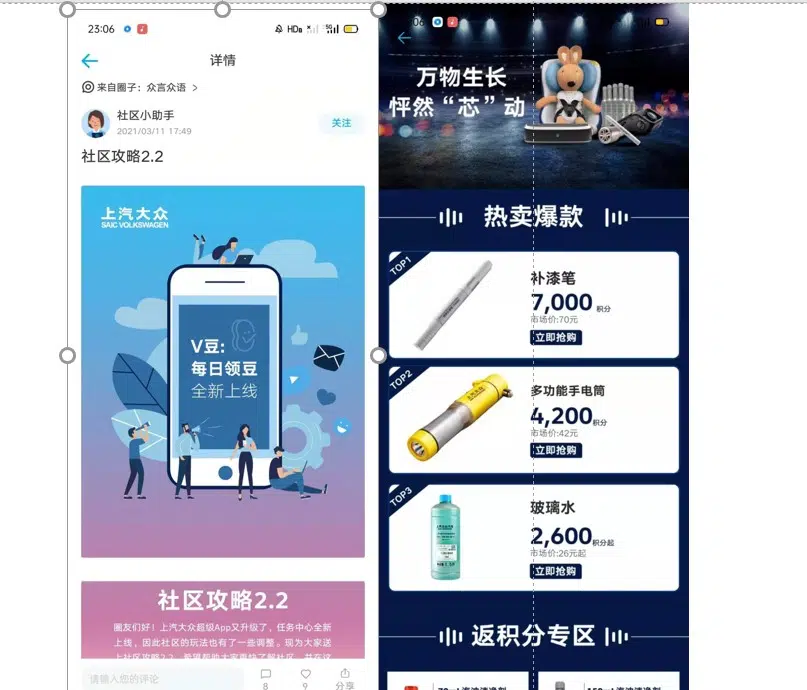 23:06
HD
5G
详情
来自圈子：众言众语 >
社区小助手
2021/03/11 17:49
关注
社区攻略2.2
上汽大众
SAIC VOLKSWAGEN
V豆:
每日领豆
全新上线
社区攻略2.2
圈友们好！上汽大众超级App又升级了，任务中心全新
上线，因此社区的玩法也有了一些调整。现为大家送
上社区攻略2.2，希望帮助大家更快了解社区，并在这
请输入您的评论
8
9
分享
万物生长
怦然“芯”动
热卖爆款
TOP1
补漆笔
7,000 积分
市场价:70元
立即抢购
TOP2
多功能手电筒
4,200 积分
市场价:42元
立即抢购
TOP3
玻璃水
2,600 积分起
市场价:26元起
立即抢购
返积分专区